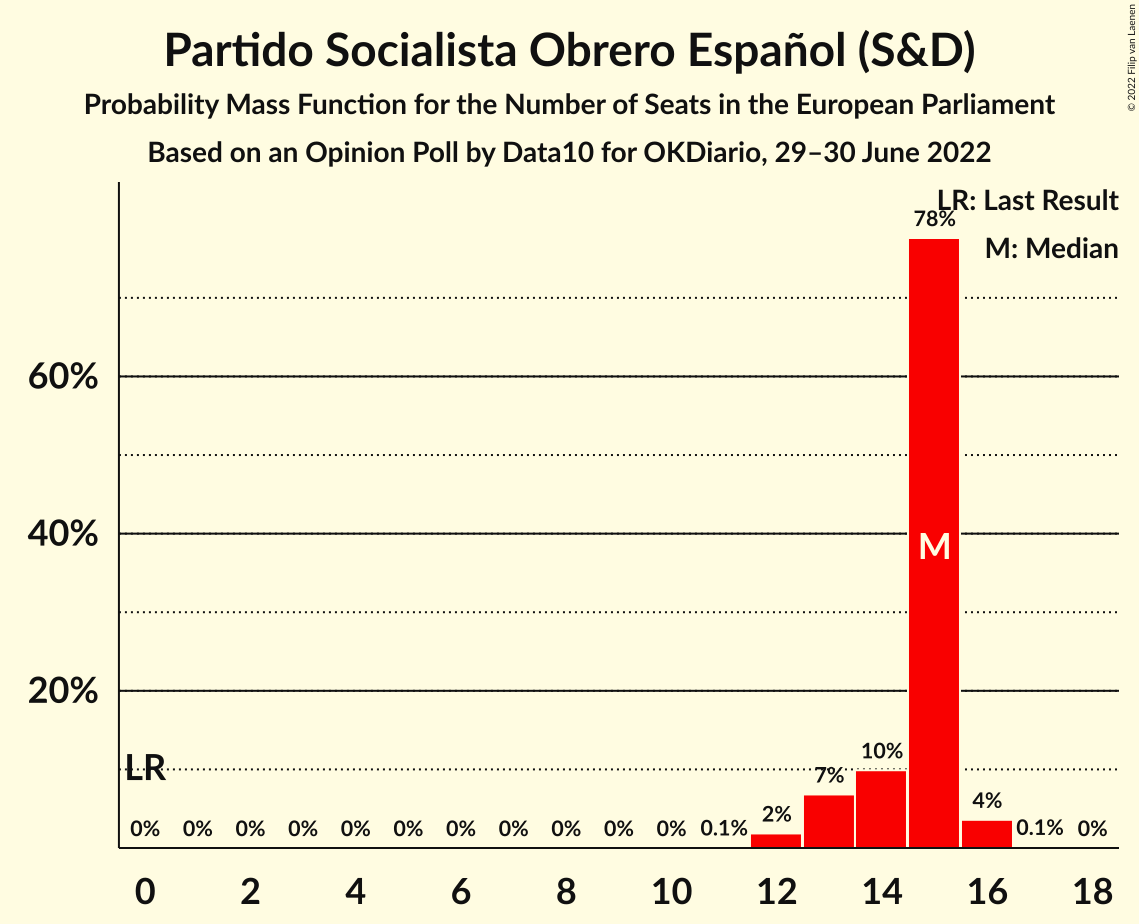 Partido Socialista Obrero Español (S&D)
Probability Mass Function for the Number of Seats in the European Parliament
Based on an Opinion Poll by Data10 for OKDiario, 29–30 June 2022
© 2022 Filip van Laenen
LR: Last Result
M: Median
78%
60%
40%
M
20%
LR
10%
7%
4%
2%
0% 0% 0% 0% 0% 0% 0% 0% 0% 0% 0% 0.1% 0.1% 0%
0 2 4 6 8 10 12 14 16 18